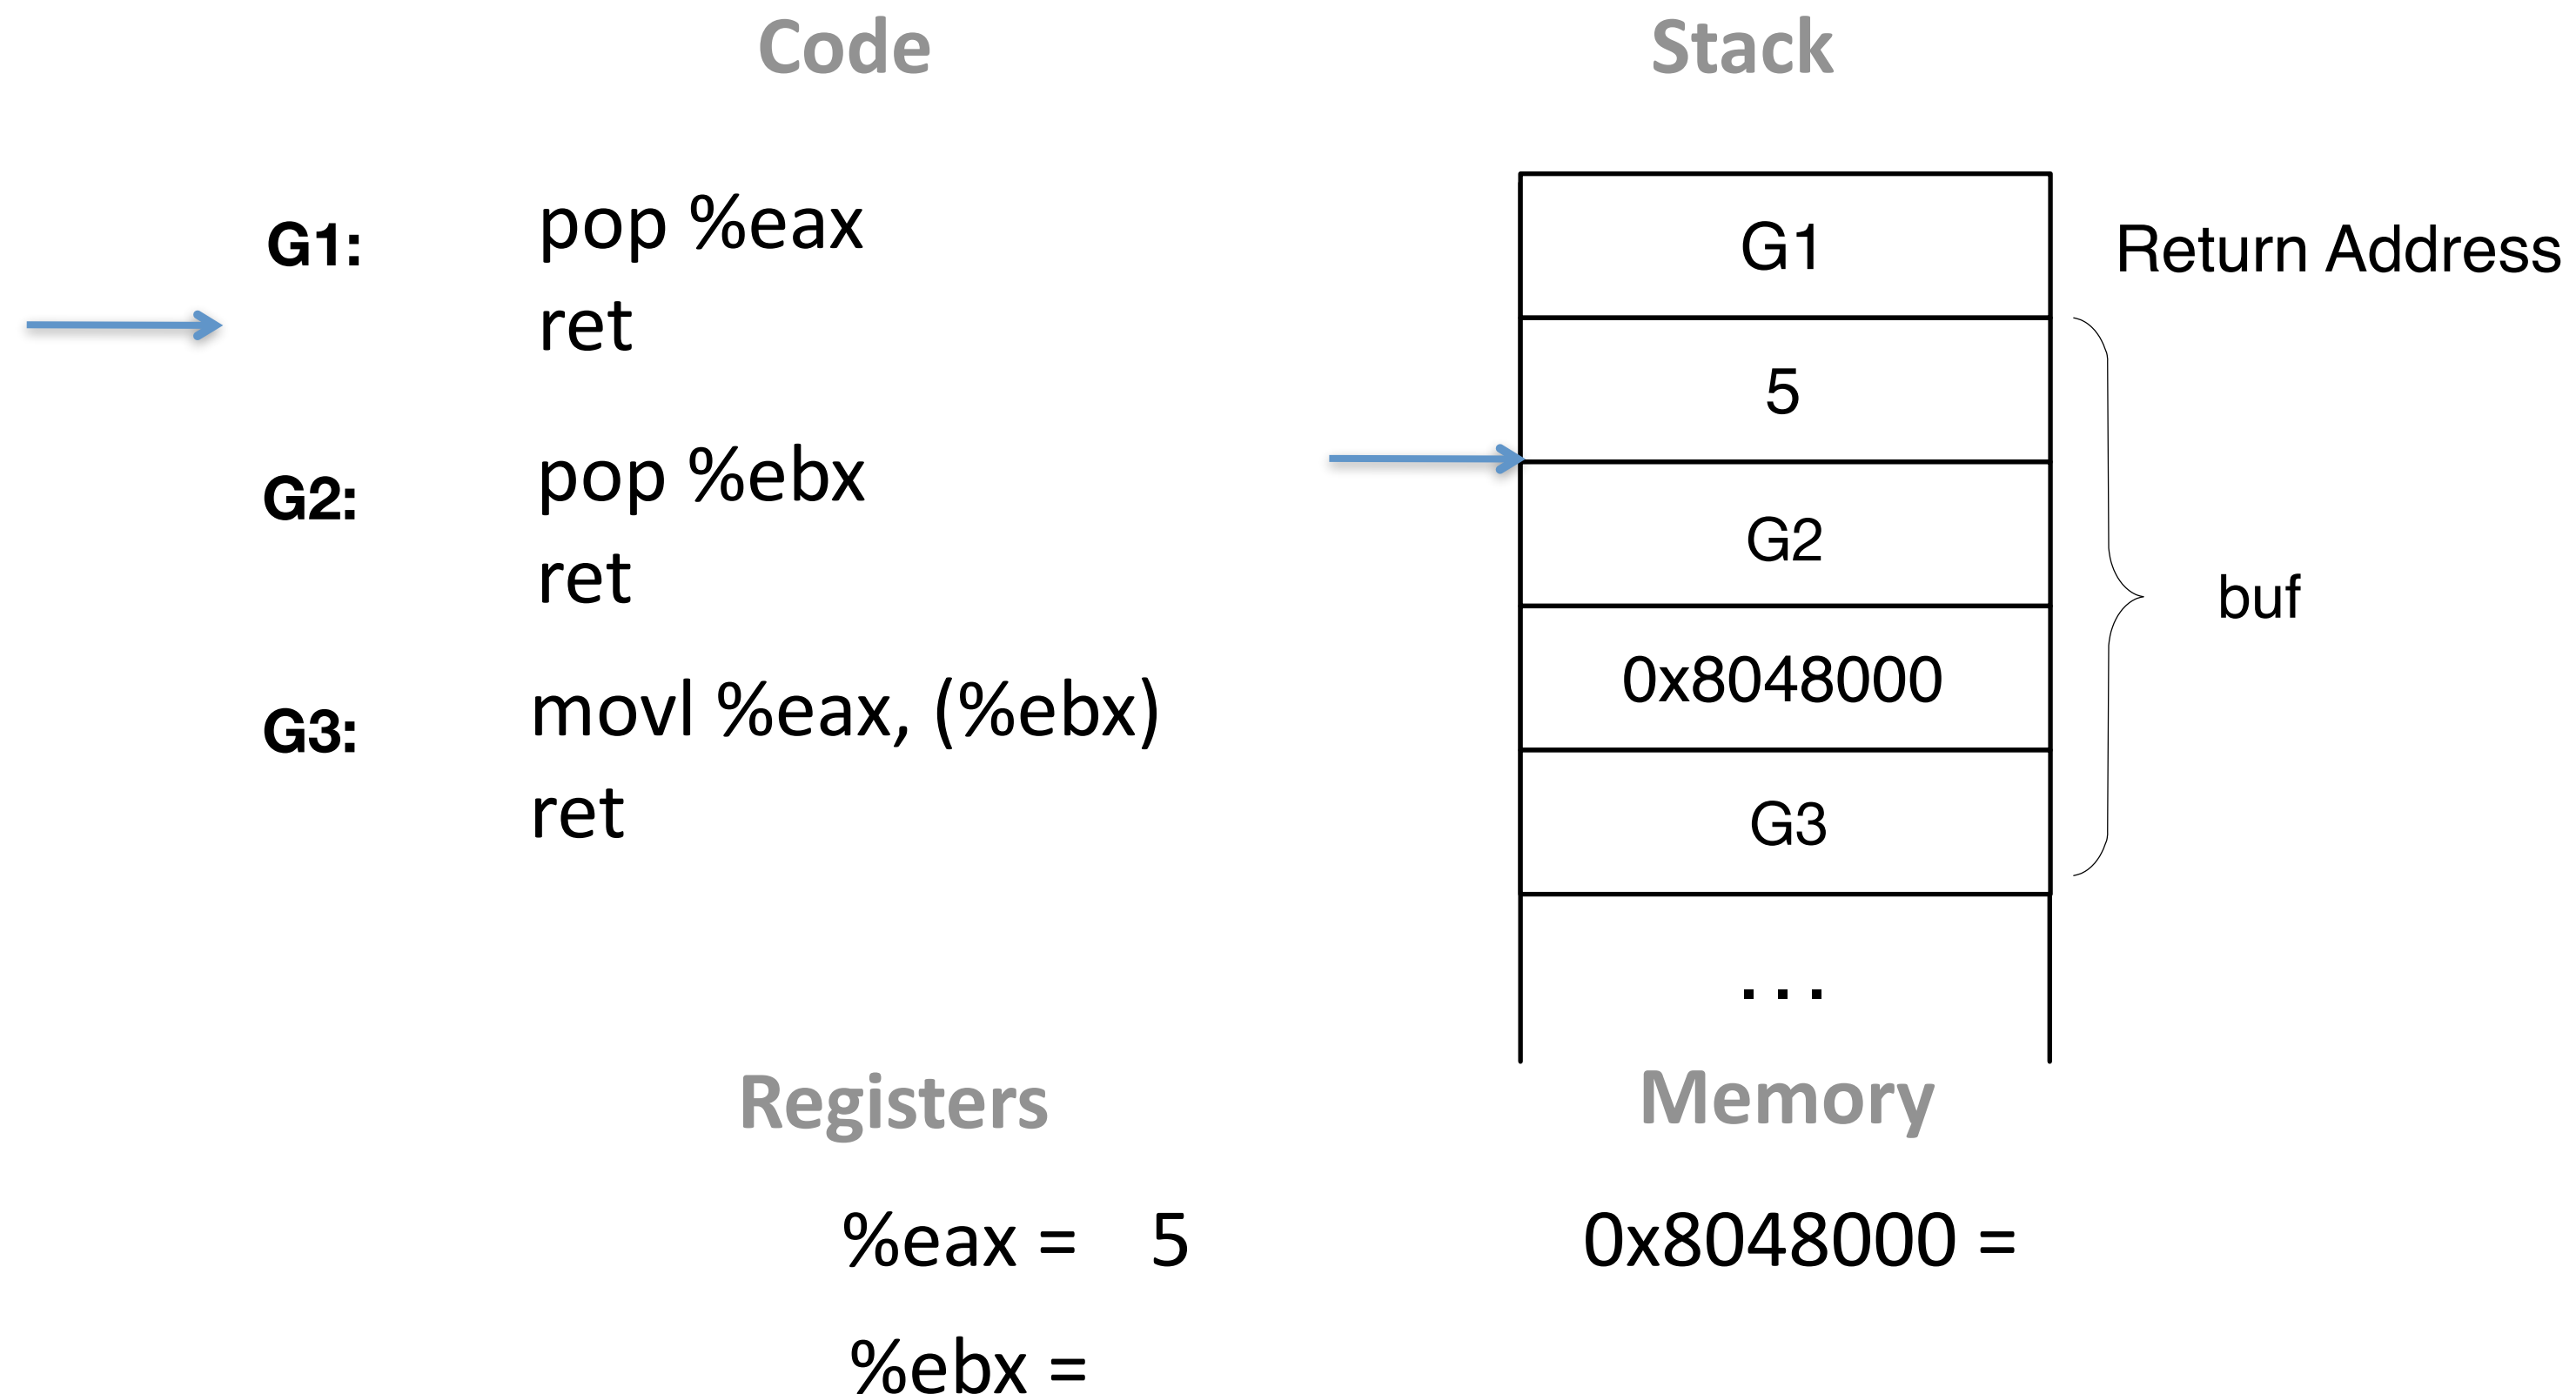 Code
Stack
G1: pop %eax
ret
G2: pop %ebx
ret
G3: movl %eax, (%ebx)
ret
G1
Return Address
5
G2
0x8048000
G3
...
buf
Registers
%eax = 5
%ebx =
Memory
0x8048000 =